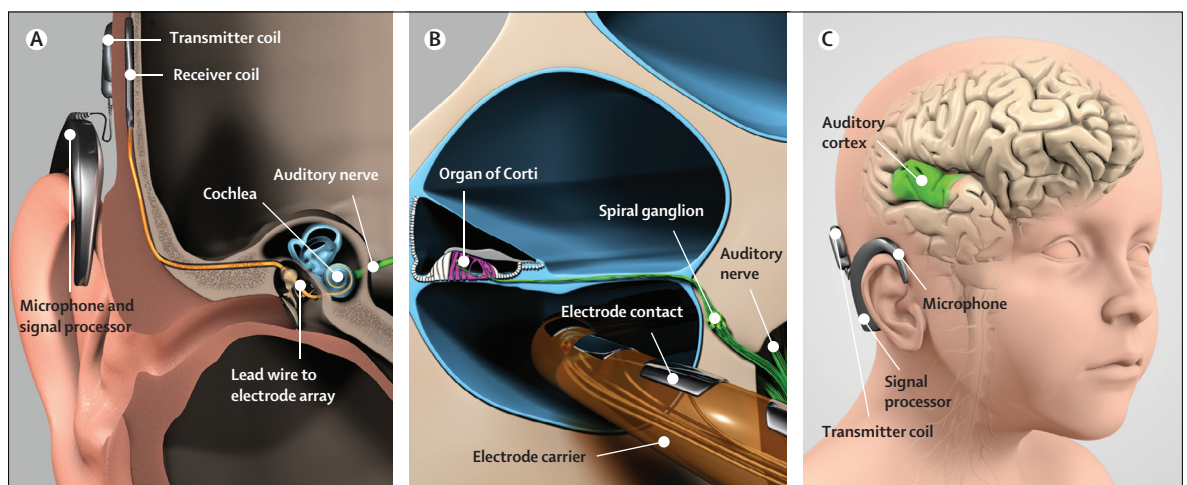 A
Transmitter coil
Receiver coil
Cochlea
Auditory nerve
Microphone and
signal processor
Lead wire to
electrode array
B
Organ of Corti
Spiral ganglion
Auditory
nerve
Electrode contact
Electrode carrier
C
Auditory
cortex
Microphone
Signal
processor
Transmitter coil